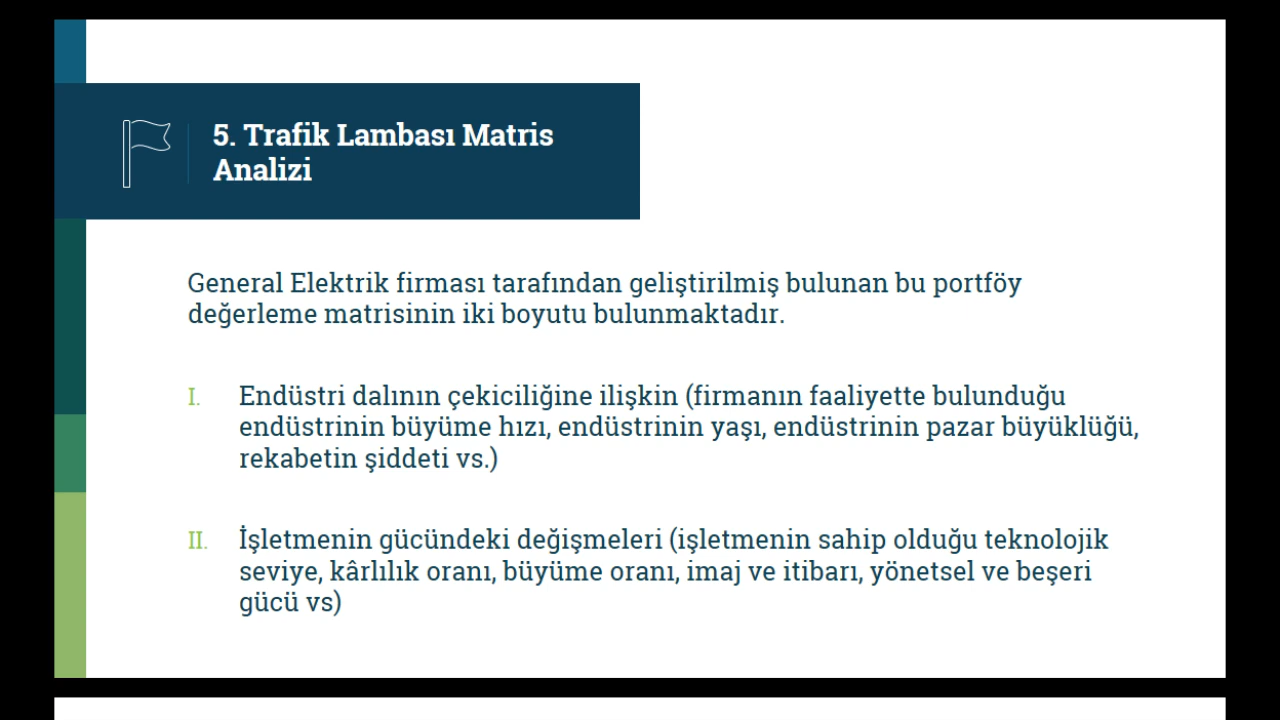 5. Trafik Lambası Matris
Analizi
General Elektrik firması tarafından geliştirilmiş bulunan bu portföy
değerleme matrisinin iki boyutu bulunmaktadır.
I. Endüstri dalının çekiciliğine ilişkin (firmanın faaliyette bulunduğu
endüstrinin büyüme hızı, endüstrinin yaşı, endüstrinin pazar büyüklüğü,
rekabetin şiddeti vs.)
II. İşletmenin gücündeki değişmeleri (işletmenin sahip olduğu teknolojik
seviye, kârlılık oranı, büyüme oranı, imaj ve itibarı, yönetsel ve beşeri
gücü vs)